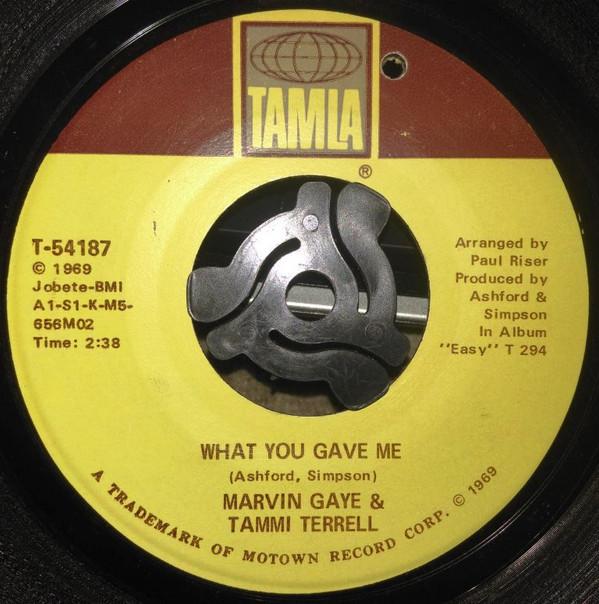 TAMLA
®
T-54187
© 1969
Jobete-BMI
A1-S1-K-M5-
656M02
Time: 2:38
Arranged by
Paul Riser
Produced by
Ashford &
Simpson
In Album
"Easy" T 294
WHAT YOU GAVE ME
(Ashford, Simpson)
MARVIN GAYE &
TAMMI TERRELL
A TRADEMARK OF MOTOWN RECORD CORP. © 1969